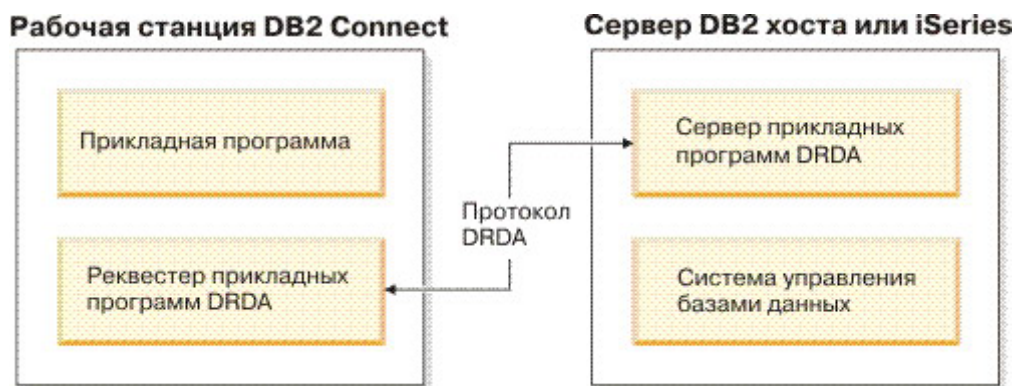 Рабочая станция DB2 Connect
Сервер DB2 хоста или iSeries
Прикладная программа
Сервер прикладных
программ DRDA
Протокол
DRDA
Реквестер прикладных
программ DRDA
Система управления
базами данных